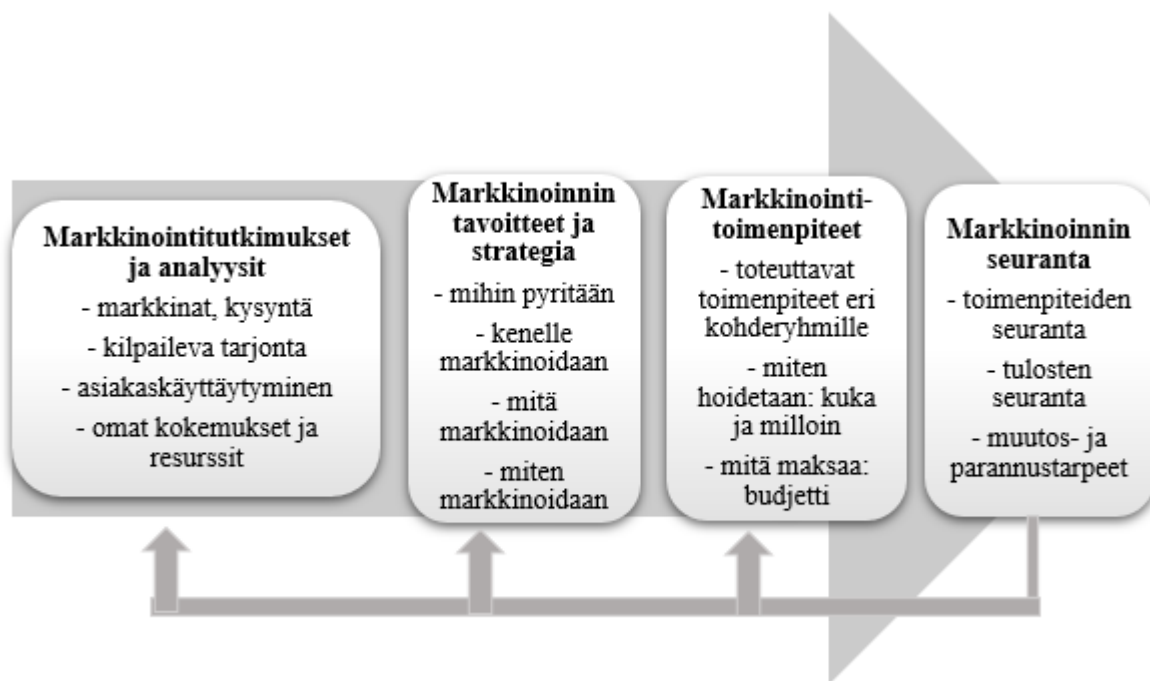 Markkinointitutkimukset
ja analyysit
- markkinat, kysyntä
- kilpaileva tarjonta
- asiakaskäyttäytyminen
- omat kokemukset ja
resurssit
Markkinoinnin
tavoitteet ja
strategia
- mihin pyritään
- kenelle
markkinoidaan
- mitä
markkinoidaan
- miten
markkinoidaan
Markkinointi-
toimenpiteet
- toteuttavat
toimenpiteet eri
kohderyhmille
- miten
hoidetaan: kuka
ja milloin
- mitä maksaa:
budjetti
Markkinoinnin
seuranta
- toimenpiteiden
seuranta
- tulosten
seuranta
- muutos- ja
parannustarpeet